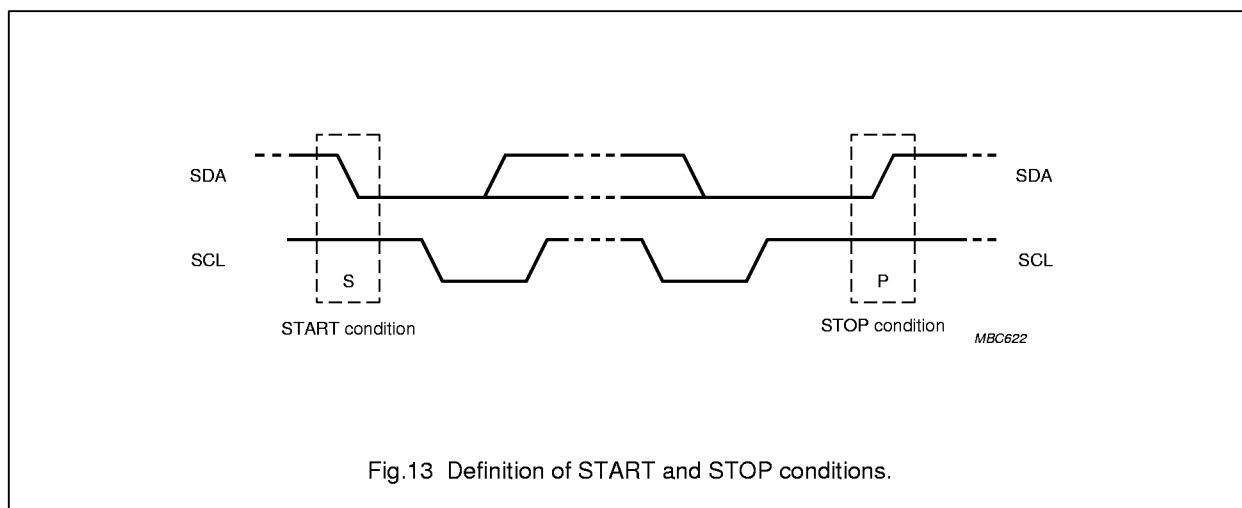 SDA
SDA
SCL
S
P
SCL
START condition
STOP condition
MBC622
Fig.13 Definition of START and STOP conditions.